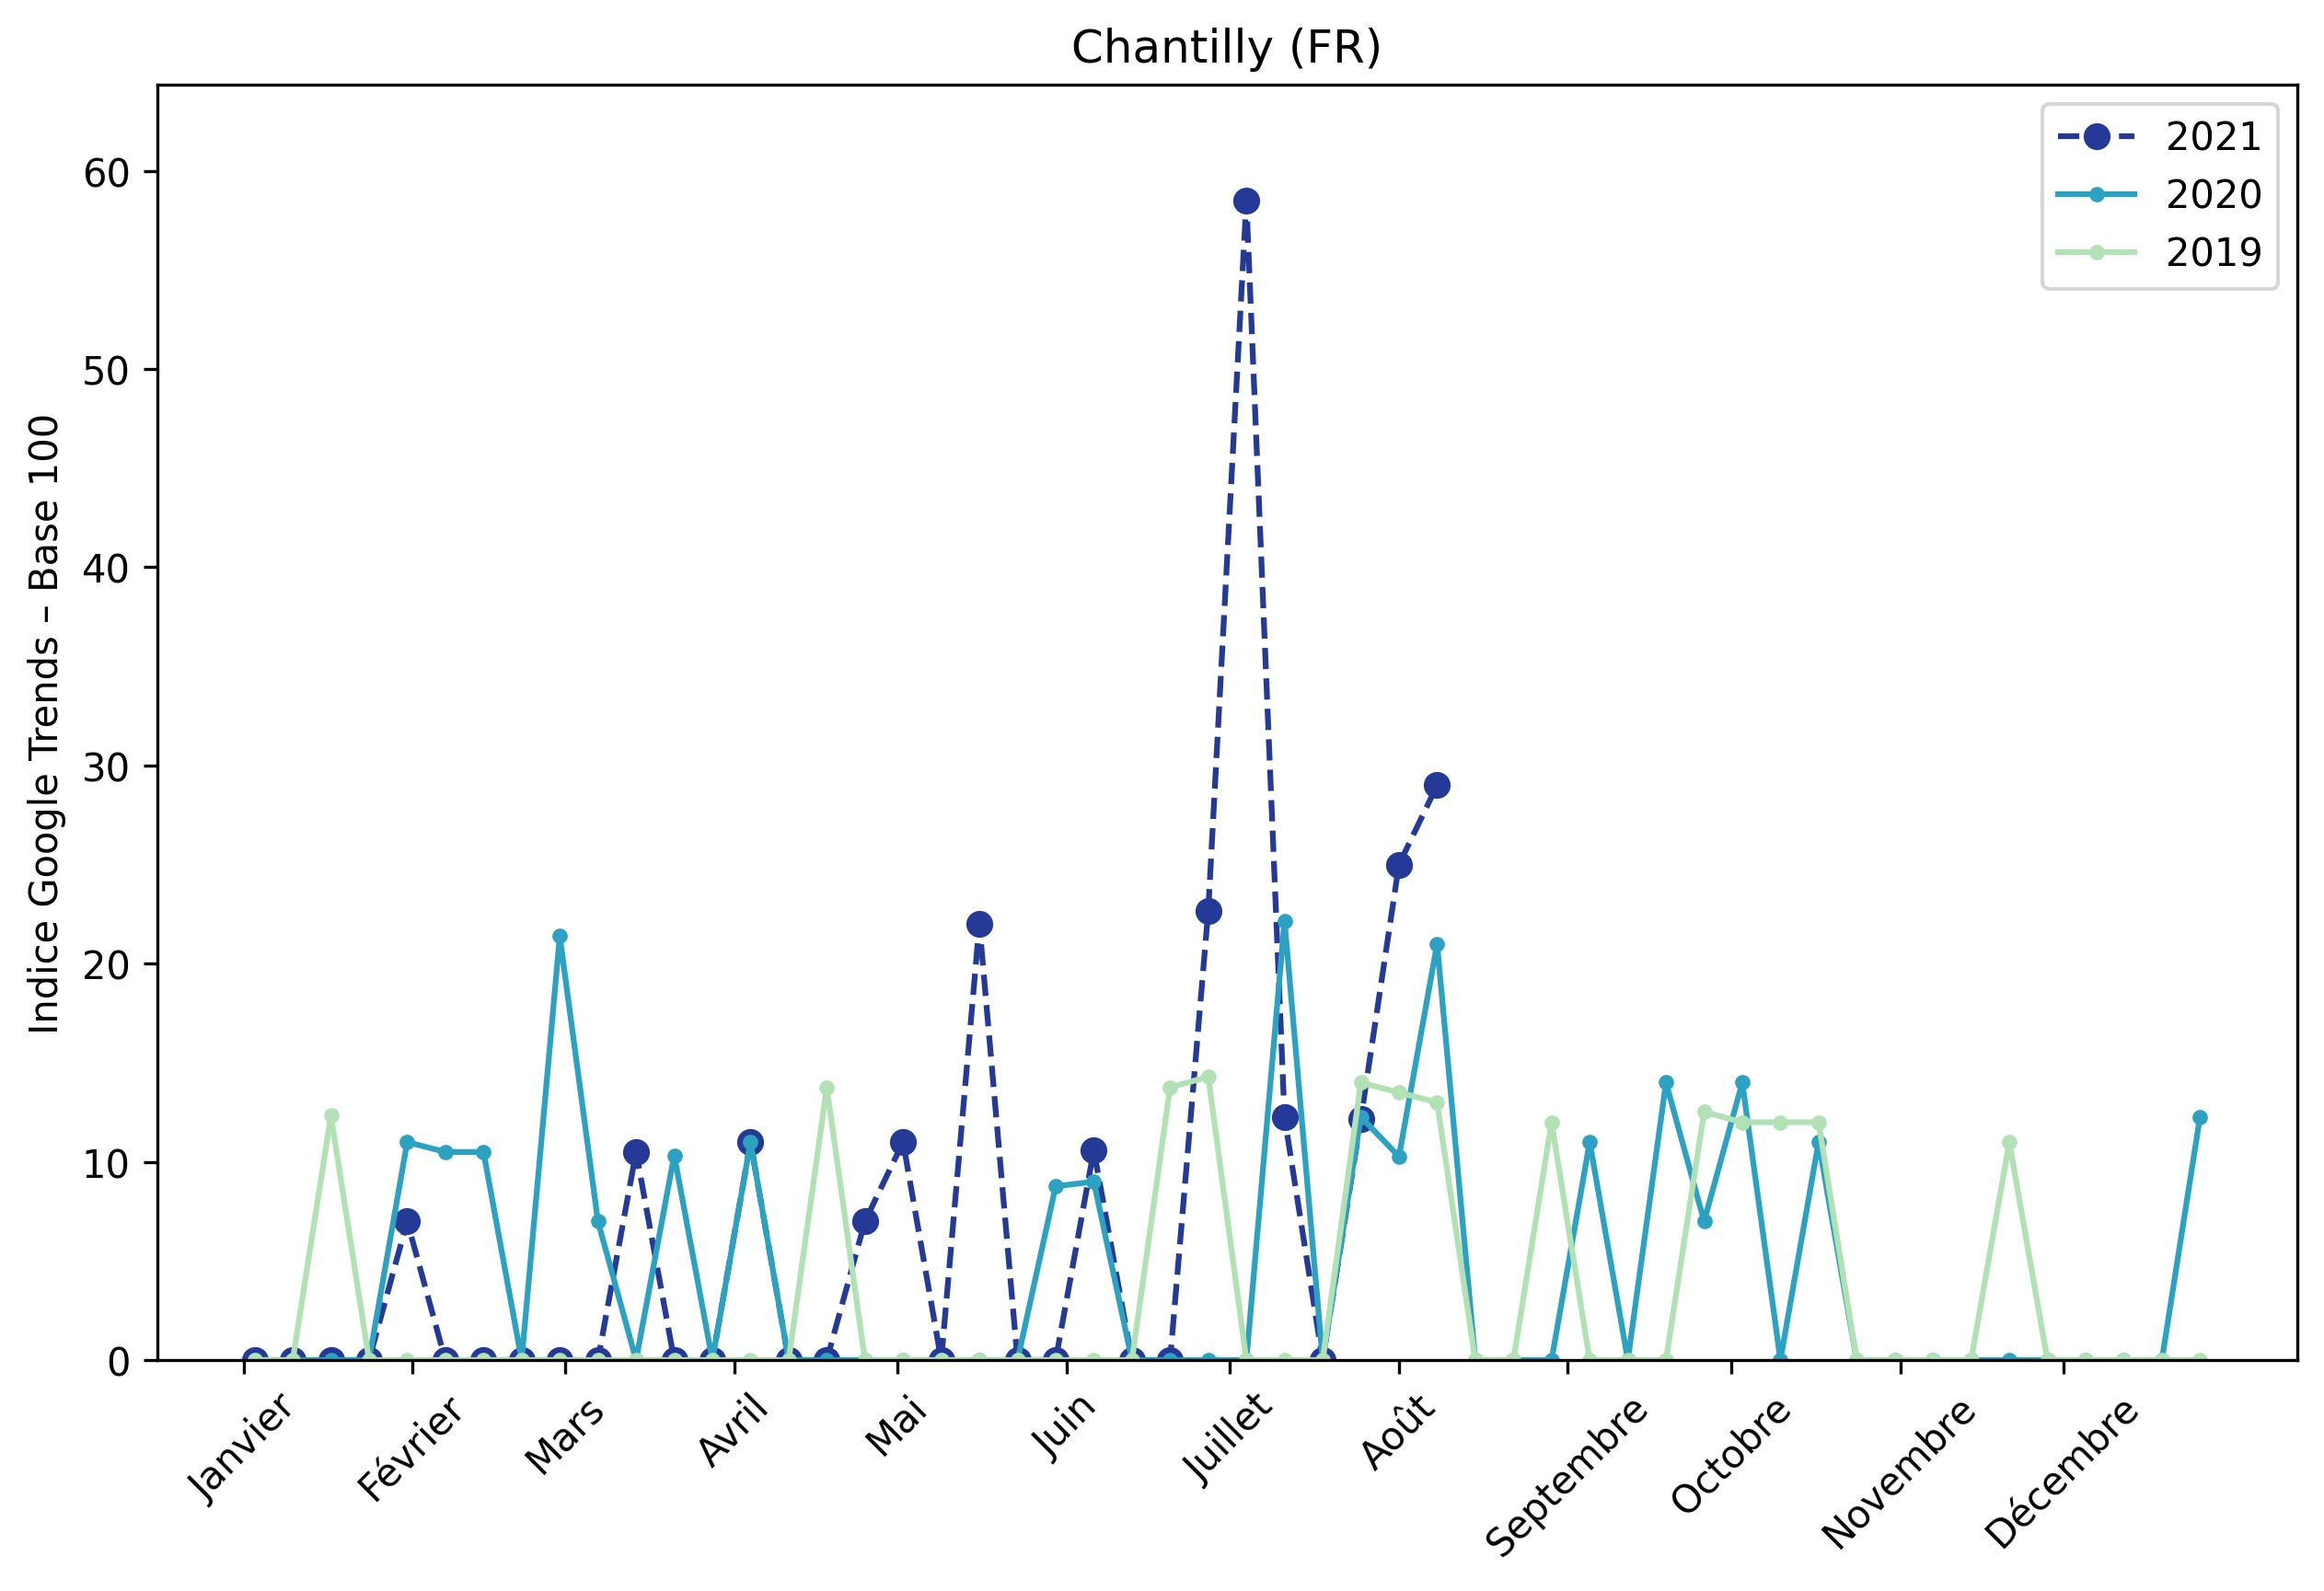 Chantilly (FR)
Indice Google Trends – Base 100
60
50
40
30
20
10
0
2021
2020
2019
Janvier
Février
Mars
Avril
Mai
Juin
Juillet
Août
Septembre
Octobre
Novembre
Décembre